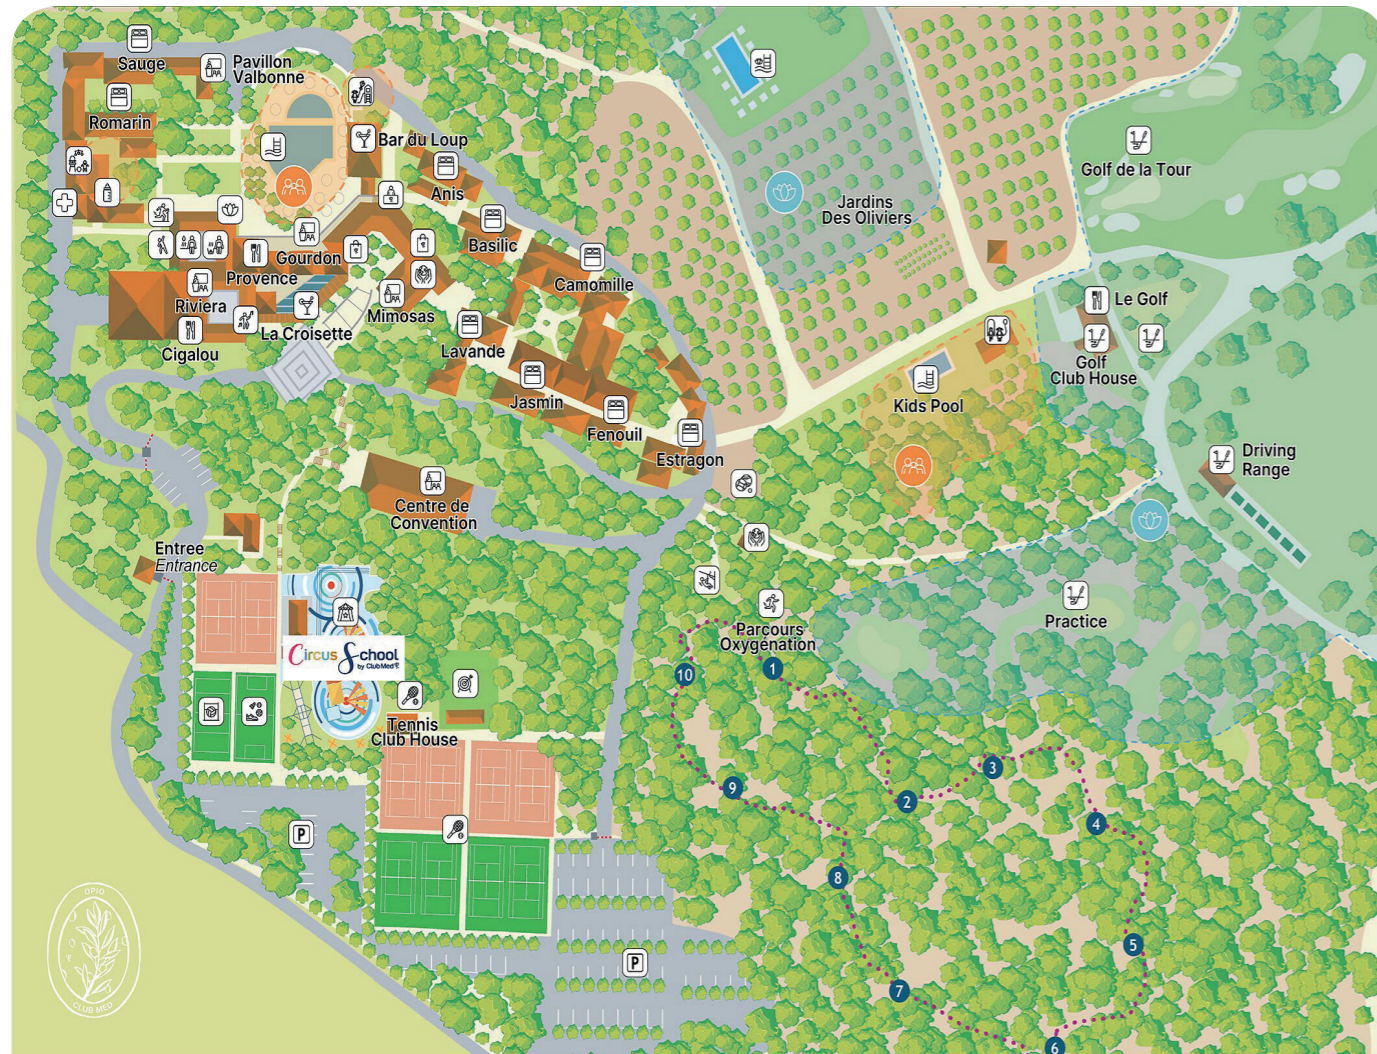 Sauge
Pavillon
Valbonne
Romarin
Bar du Loup
Anis
Golf de la Tour
Jardins
Des Oliviers
Basilic
Gourdon
Provence
Camomille
Riviera
La Croisette
Mimosas
Cigalou
Le Golf
Lavande
Golf
Club House
Jasmin
Kids Pool
Fenouil
Estragon
Driving
Range
Centre de
Convention
Entree
Entrance
Practice
Parcours
Oxygénation
Circus School
by Club Med
Tennis
Club House
1
2
3
4
5
6
7
8
9
10
P
P
OPIO
CLUB MED